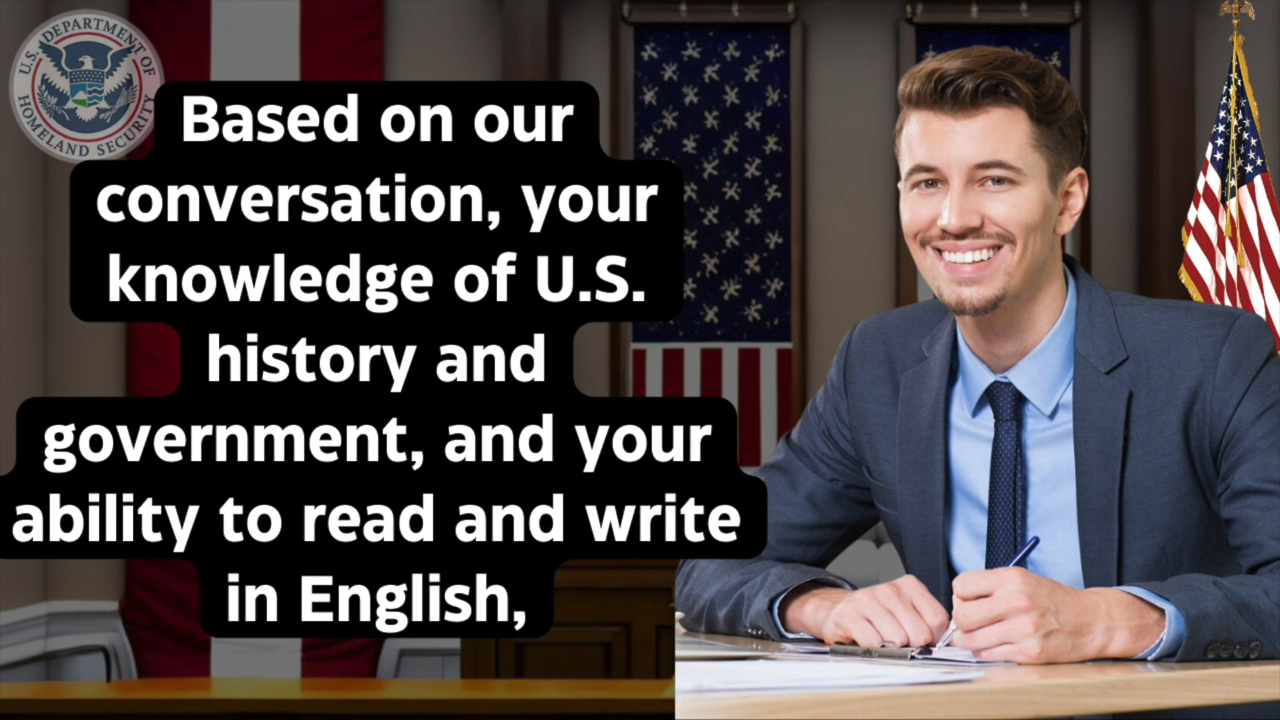 U.S. DEPARTMENT OF
HOMELAND SECURITY
Based on our
conversation, your
knowledge of U.S.
history and
government, and your
ability to read and write
in English,